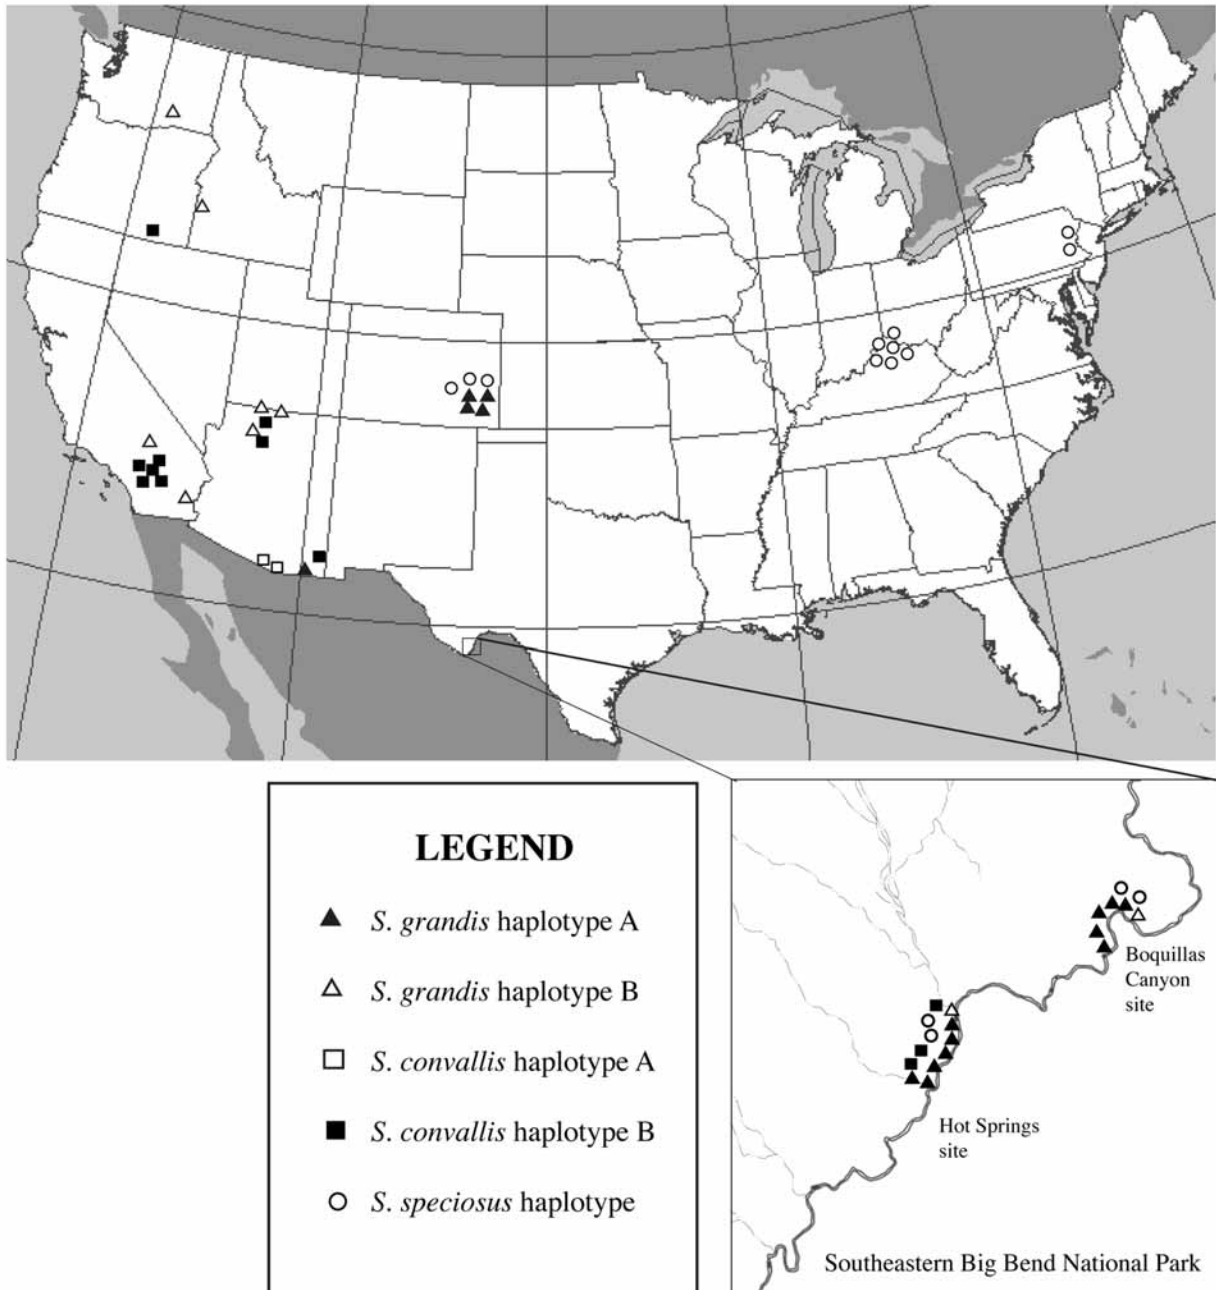 LEGEND
S. grandis haplotype A
S. grandis haplotype B
S. convallis haplotype A
S. convallis haplotype B
S. speciosus haplotype
Boquillas
Canyon
site
Hot Springs
site
Southeastern Big Bend National Park